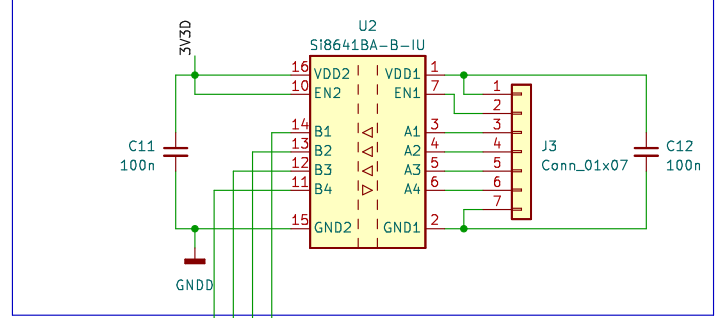 3V3D
U2
Si8641BA-B-IU
16 VDD2 VDD1 1
10 EN2 EN1 7
1
2
14 B1 A1 3 3
13 B2 A2 4 4
12 B3 A3 5 5
11 B4 A4 6 6
7
15 GND2 GND1 2
C11
100n
J3
Conn_01x07
C12
100n
GNDD